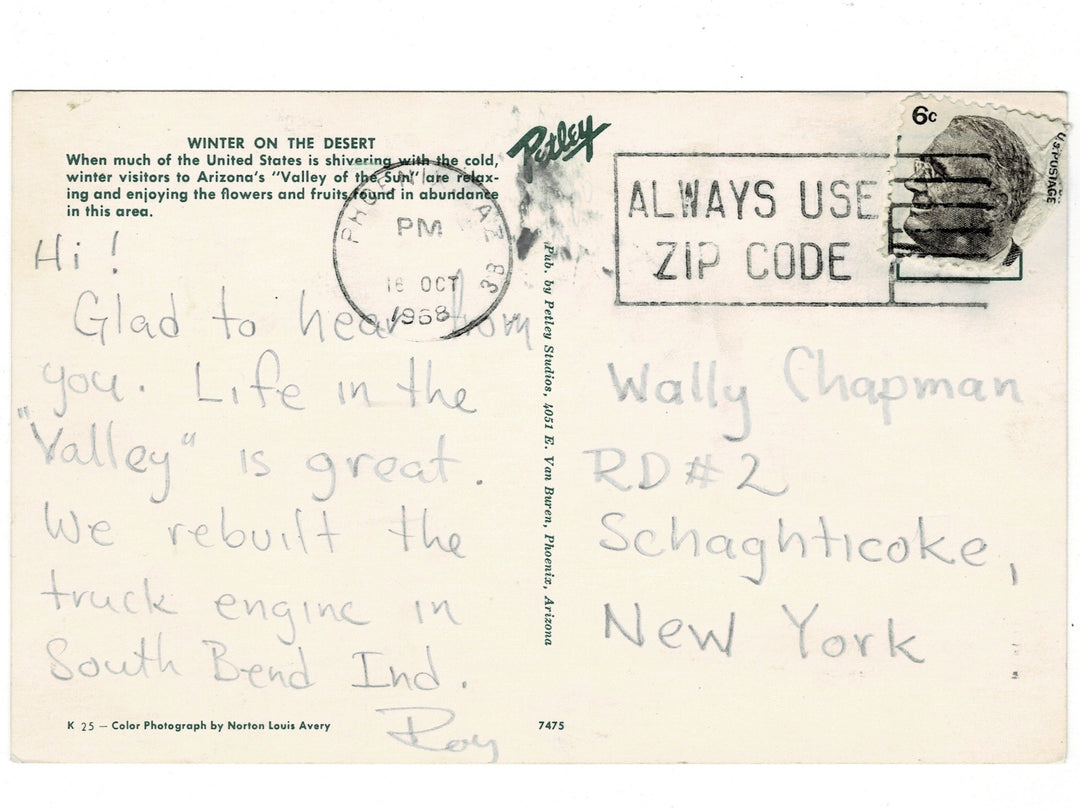 WINTER ON THE DESERT
When much of the United States is shivering with the cold,
winter visitors to Arizona's "Valley of the Sun" are relax-
ing and enjoying the flowers and fruits found in abundance
in this area.
Hi!
Glad to hear from
you. Life in the
"Valley" is great.
We rebuilt the
truck engine in
South Bend Ind.
Roy
K 25 — Color Photograph by Norton Louis Avery
7475
Petley
Pub. by Petley Studios, 4051 E. Van Buren, Phoenix, Arizona
PHOENIX AZ
PM
OCT
1968
3B
ALWAYS USE
ZIP CODE
6c
U.S. POSTAGE
Wally Chapman
RD #2
Schaghticoke,
New York